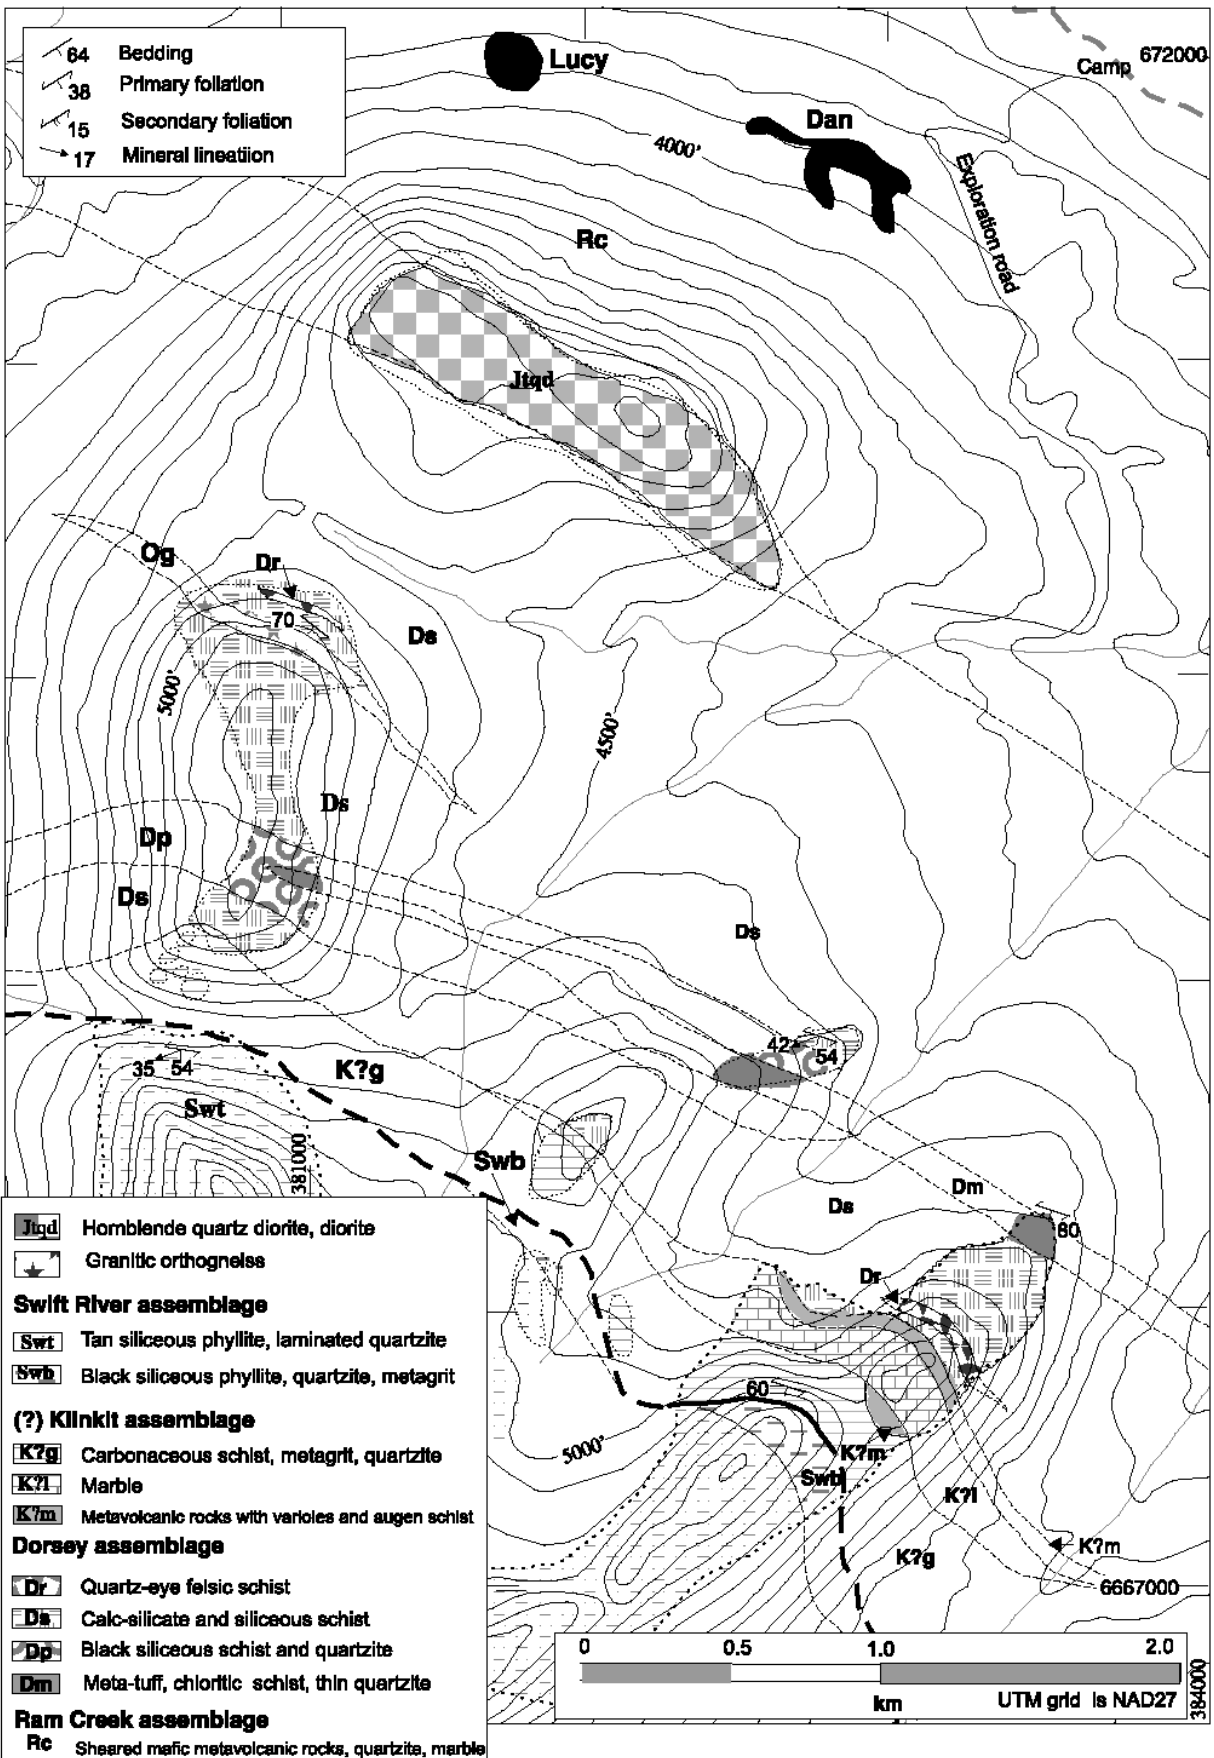 64 Bedding
38 Primary foliation
15 Secondary foliation
17 Mineral lineatiion
Lucy
Dan
Camp
672000
4000'
Exploration road
Rc
Jtqd
Og
Dr
70
Ds
5000'
4500'
Ds
Dp
Ds
Ds
42
54
35 54
K?g
Swt
381000
Swb
Dm
Ds
80
Dr
60
5000'
K?m
Swb
K?l
K?g
K?m
6667000
Jtqd Hornblende quartz diorite, diorite
Granitic orthogneiss
Swift River assemblage
Swt Tan siliceous phyllite, laminated quartzite
Swb Black siliceous phyllite, quartzite, metagrit
(?) Klinkit assemblage
K?g Carbonaceous schist, metagrit, quartzite
K?l Marble
K?m Metavolcanic rocks with varioles and augen schist
Dorsey assemblage
Dr Quartz-eye felsic schist
Ds Calc-silicate and siliceous schist
Dp Black siliceous schist and quartzite
Dm Meta-tuff, chloritic schist, thin quartzite
Ram Creek assemblage
Rc Sheared mafic metavolcanic rocks, quartzite, marble
0 0.5 1.0 2.0
km
UTM grid is NAD27
384000